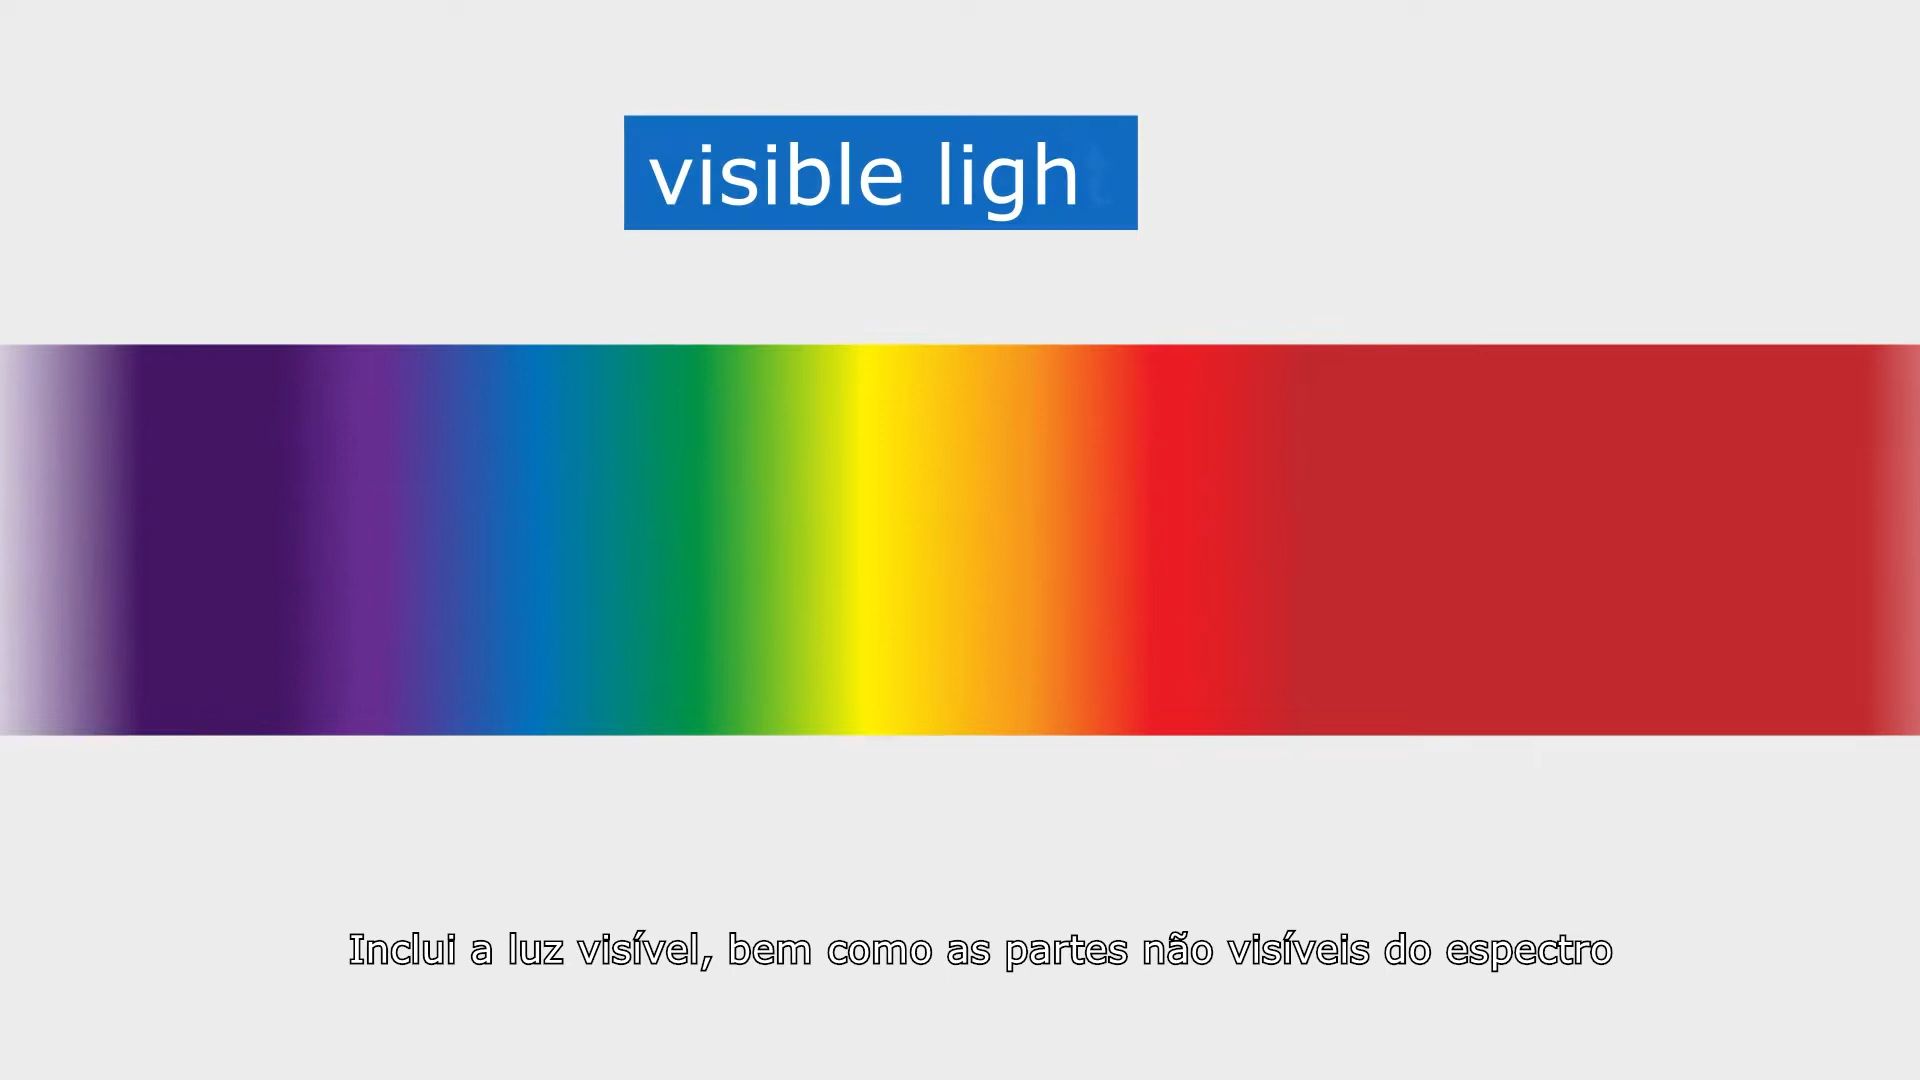 visible ligh
Inclui a luz visível, bem como as partes não visíveis do espectro